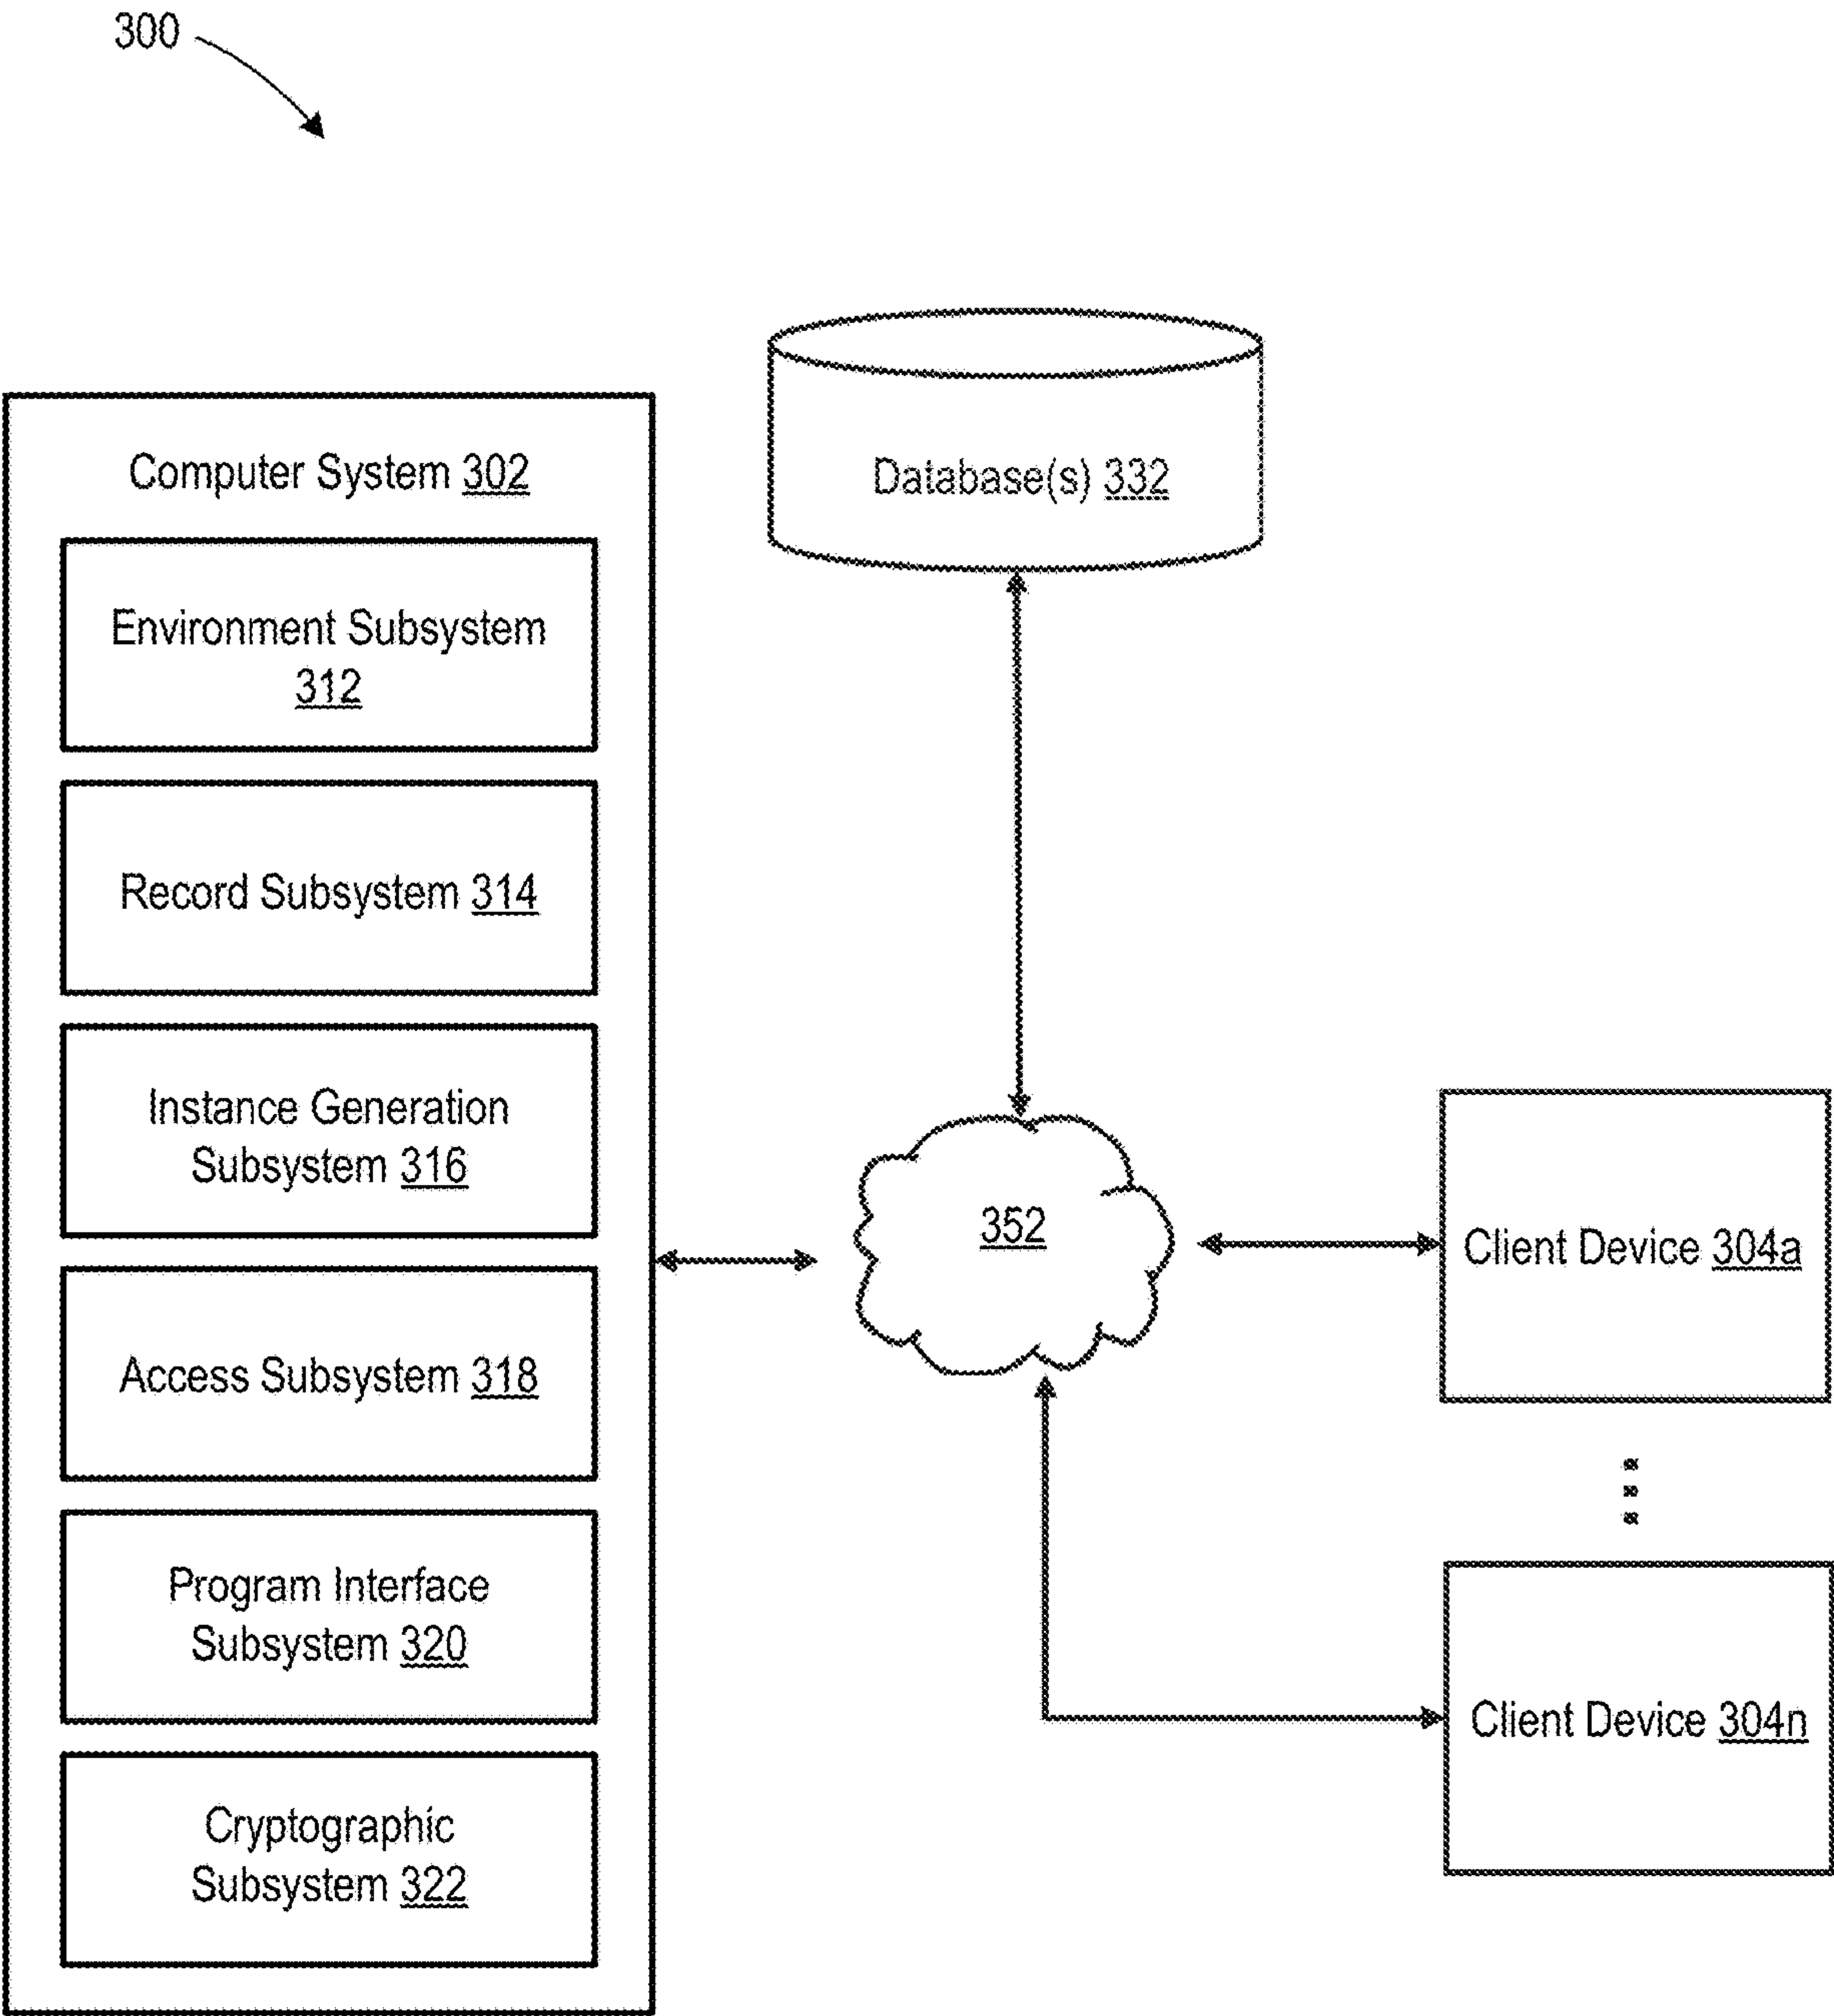 300
Computer System 302
Environment Subsystem
312
Record Subsystem 314
Instance Generation
Subsystem 316
Access Subsystem 318
Program Interface
Subsystem 320
Cryptographic
Subsystem 322
Database(s) 332
352
Client Device 304a
Client Device 304n